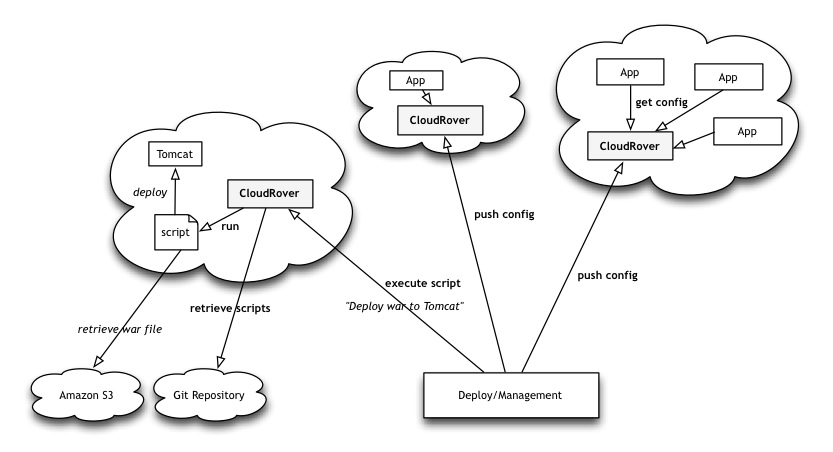 App
App
App
App
get config
CloudRover
CloudRover
Tomcat
deploy
CloudRover
script
run
push config
push config
execute script
"Deploy war to Tomcat"
retrieve scripts
retrieve war file
Amazon S3
Git Repository
Deploy/Management